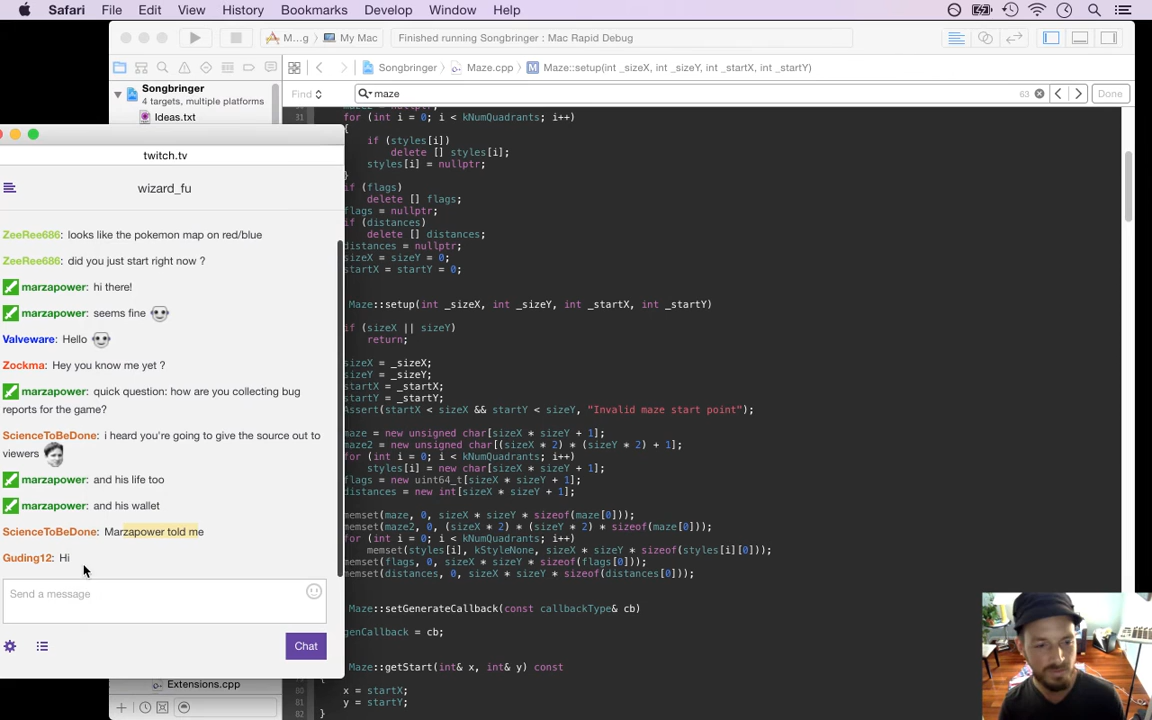 Safari File Edit View History Bookmarks Develop Window Help
M...g My Mac
Finished running Songbringer : Mac Rapid Debug
Songbringer
4 targets, multiple platforms
Ideas.txt
Songbringer Maze.cpp M Maze::setup(int _sizeX, int _sizeY, int _startX, int _startY)
Find maze 63 Done
31 for (int i = 0; i < kNumQuadrants; i++)
{
if (styles[i])
delete [] styles[i];
styles[i] = nullptr;
}
if (flags)
delete [] flags;
flags = nullptr;
if (distances)
delete [] distances;
distances = nullptr;
sizeX = sizeY = 0;
startX = startY = 0;
Maze::setup(int _sizeX, int _sizeY, int _startX, int _startY)
if (sizeX || sizeY)
return;
sizeX = _sizeX;
sizeY = _sizeY;
startX = _startX;
startY = _startY;
Assert(startX < sizeX && startY < sizeY, "Invalid maze start point");
maze = new unsigned char[sizeX * sizeY + 1];
maze2 = new unsigned char[(sizeX * 2) * (sizeY * 2) + 1];
for (int i = 0; i < kNumQuadrants; i++)
styles[i] = new char[sizeX * sizeY + 1];
flags = new uint64_t[sizeX * sizeY + 1];
distances = new int[sizeX * sizeY + 1];
memset(maze, 0, sizeX * sizeY * sizeof(maze[0]));
memset(maze2, 0, (sizeX * 2) * (sizeY * 2) * sizeof(maze[0]));
for (int i = 0; i < kNumQuadrants; i++)
memset(styles[i], kStyleNone, sizeX * sizeY * sizeof(styles[i][0]));
memset(flags, 0, sizeX * sizeY * sizeof(flags[0]));
memset(distances, 0, sizeX * sizeY * sizeof(distances[0]));
Maze::setGenerateCallback(const callbackType& cb)
genCallback = cb;
Maze::getStart(int& x, int& y) const
{
80 x = startX;
81 y = startY;
82 }
twitch.tv
wizard_fu
ZeeRee686: looks like the pokemon map on red/blue
ZeeRee686: did you just start right now ?
marzapower: hi there!
marzapower: seems fine
Valveware: Hello
Zockma: Hey you know me yet ?
marzapower: quick question: how are you collecting bug
reports for the game?
ScienceToBeDone: i heard you're going to give the source out to
viewers
marzapower: and his life too
marzapower: and his wallet
ScienceToBeDone: Marzapower told me
Guding12: Hi
Send a message
Chat
Extensions.cpp